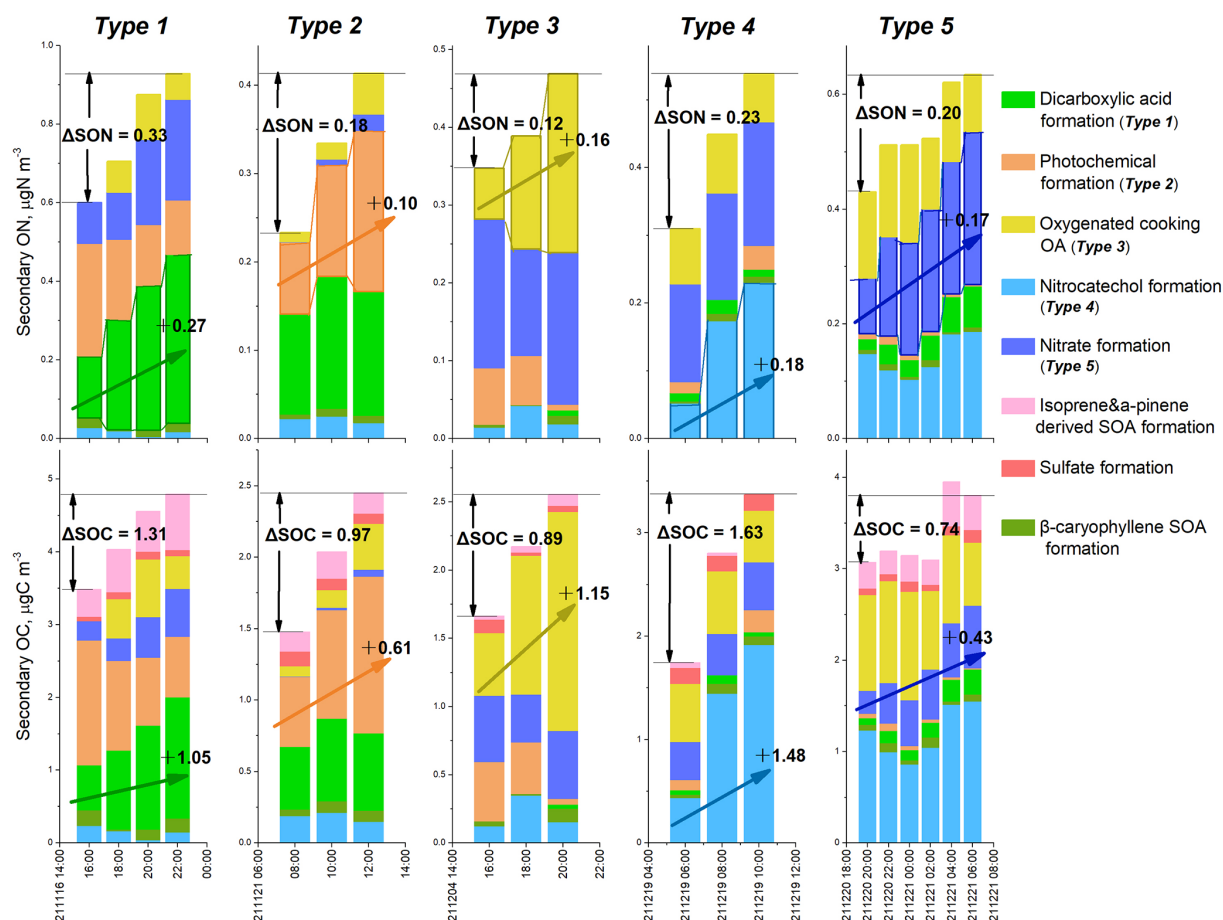 Type 1
Type 2
Type 3
Type 4
Type 5
Secondary ON, µgN m⁻³
1.0
0.8
0.6
0.4
0.2
0.0
ΔSON = 0.33
+0.27
0.4
0.3
0.2
0.1
0.0
ΔSON = 0.18
+0.10
0.5
0.4
0.3
0.2
0.1
0.0
ΔSON = 0.12
+0.16
0.4
0.2
0.0
ΔSON = 0.23
+0.18
0.6
0.4
0.2
0.0
ΔSON = 0.20
+0.17
Dicarboxylic acid
formation (Type 1)
Photochemical
formation (Type 2)
Oxygenated cooking
OA (Type 3)
Nitrocatechol formation
(Type 4)
Nitrate formation
(Type 5)
Isoprene&a-pinene
derived SOA formation
Sulfate formation
β-caryophyllene SOA
formation
Secondary OC, µgC m⁻³
5
4
3
2
1
0
ΔSOC = 1.31
+1.05
211116 14:00
16:00
18:00
20:00
22:00
00:00
2.5
2.0
1.5
1.0
0.5
0.0
ΔSOC = 0.97
+0.61
211121 06:00
08:00
10:00
12:00
14:00
2.5
2.0
1.5
1.0
0.5
0.0
ΔSOC = 0.89
+1.15
211204 14:00
16:00
18:00
20:00
22:00
3
2
1
0
ΔSOC = 1.63
+1.48
211219 04:00
211219 06:00
211219 08:00
211219 10:00
211219 12:00
4
3
2
1
0
ΔSOC = 0.74
+0.43
211220 18:00
211220 20:00
211220 22:00
211221 00:00
211221 02:00
211221 04:00
211221 06:00
211221 08:00